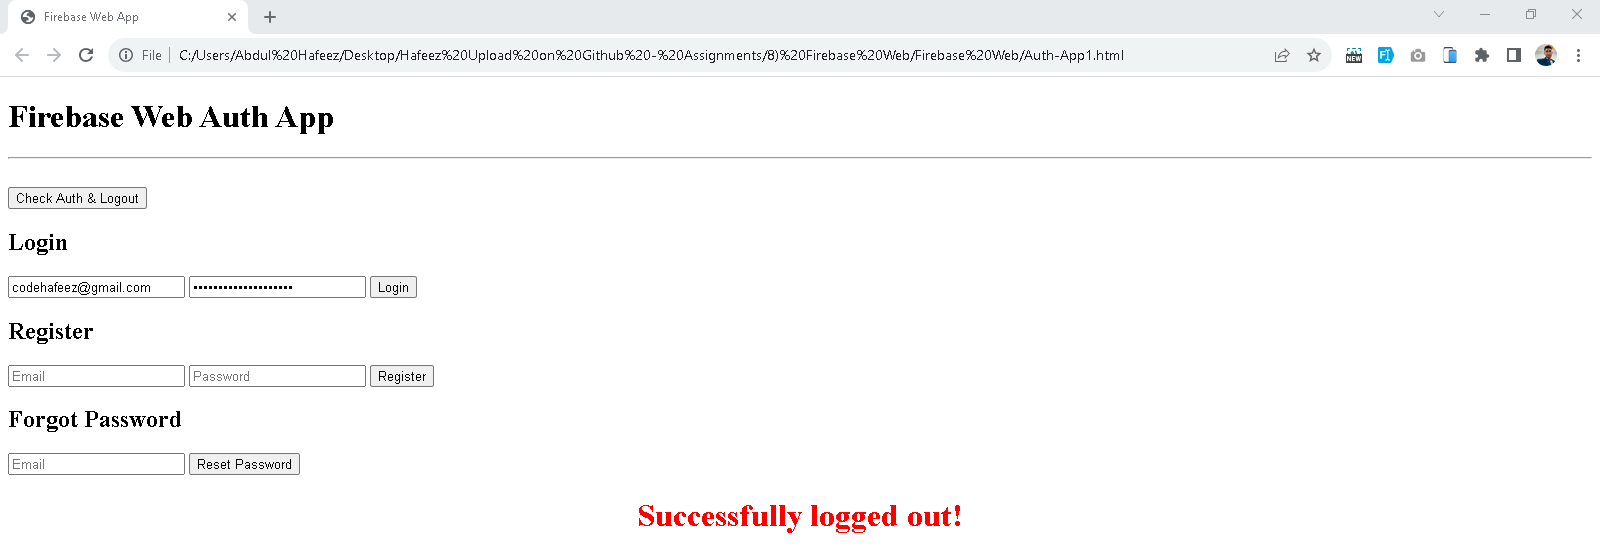 Firebase Web App
File
C:/Users/Abdul%20Hafeez/Desktop/Hafeez%20Upload%20on%20Github%20-%20Assignments/8)%20Firebase%20Web/Firebase%20Web/Auth-App1.html
NEW
Firebase Web Auth App
Check Auth & Logout
Login
codehafeez@gmail.com •••••••••••••••••••• Login
Register
Email Password Register
Forgot Password
Email Reset Password
Successfully logged out!